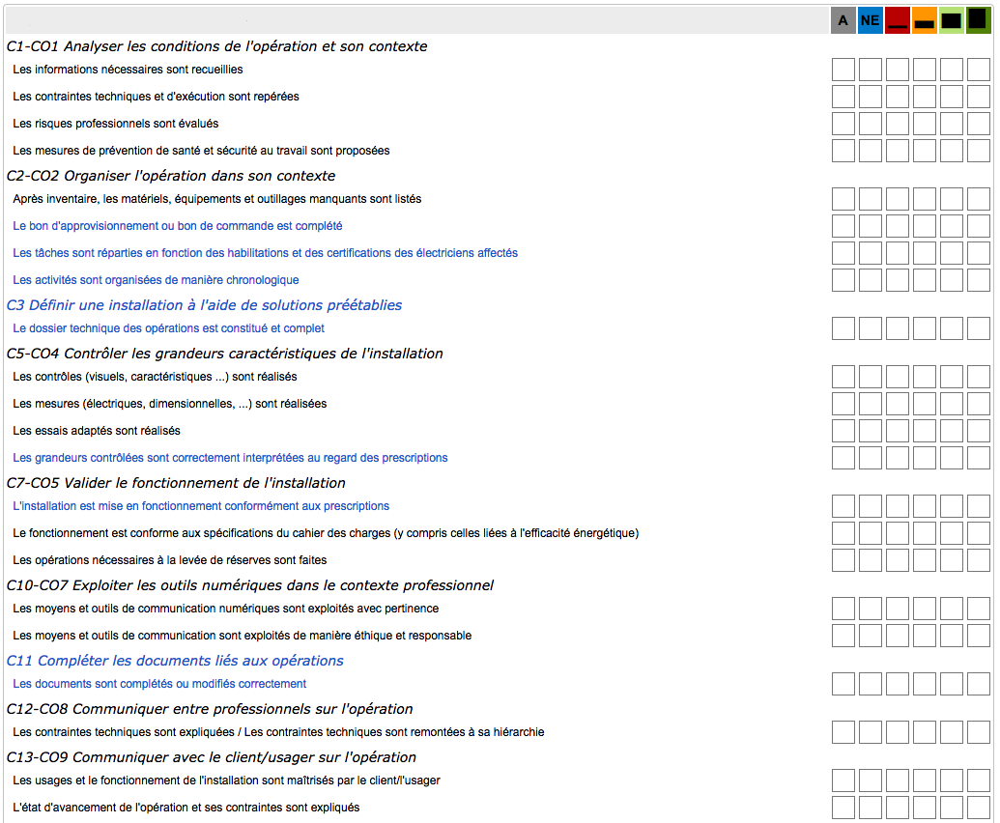 A NE
C1-CO1 Analyser les conditions de l'opération et son contexte
Les informations nécessaires sont recueillies
Les contraintes techniques et d'exécution sont repérées
Les risques professionnels sont évalués
Les mesures de prévention de santé et sécurité au travail sont proposées
C2-CO2 Organiser l'opération dans son contexte
Après inventaire, les matériels, équipements et outillages manquants sont listés
Le bon d'approvisionnement ou bon de commande est complété
Les tâches sont réparties en fonction des habilitations et des certifications des électriciens affectés
Les activités sont organisées de manière chronologique
C3 Définir une installation à l'aide de solutions préétablies
Le dossier technique des opérations est constitué et complet
C5-CO4 Contrôler les grandeurs caractéristiques de l'installation
Les contrôles (visuels, caractéristiques ...) sont réalisés
Les mesures (électriques, dimensionnelles, ...) sont réalisées
Les essais adaptés sont réalisés
Les grandeurs contrôlées sont correctement interprétées au regard des prescriptions
C7-CO5 Valider le fonctionnement de l'installation
L'installation est mise en fonctionnement conformément aux prescriptions
Le fonctionnement est conforme aux spécifications du cahier des charges (y compris celles liées à l'efficacité énergétique)
Les opérations nécessaires à la levée de réserves sont faites
C10-CO7 Exploiter les outils numériques dans le contexte professionnel
Les moyens et outils de communication numériques sont exploités avec pertinence
Les moyens et outils de communication sont exploités de manière éthique et responsable
C11 Compléter les documents liés aux opérations
Les documents sont complétés ou modifiés correctement
C12-CO8 Communiquer entre professionnels sur l'opération
Les contraintes techniques sont expliquées / Les contraintes techniques sont remontées à sa hiérarchie
C13-CO9 Communiquer avec le client/usager sur l'opération
Les usages et le fonctionnement de l'installation sont maîtrisés par le client/l'usager
L'état d'avancement de l'opération et ses contraintes sont expliqués